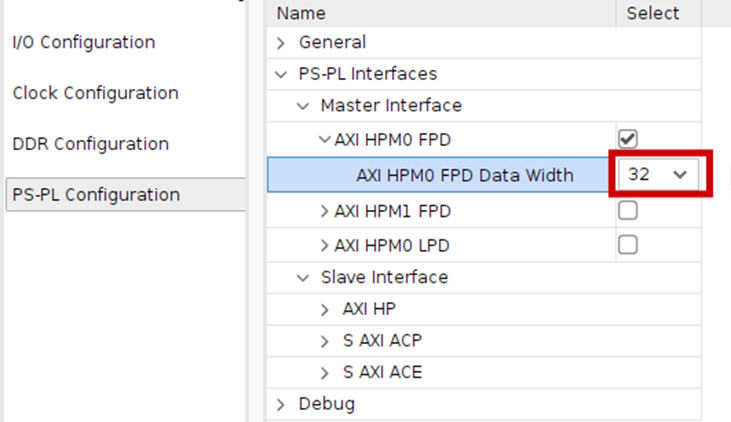 Name Select
I/O Configuration
General
PS-PL Interfaces
Clock Configuration
Master Interface
DDR Configuration
AXI HPM0 FPD
AXI HPM0 FPD Data Width 32
PS-PL Configuration
AXI HPM1 FPD
AXI HPM0 LPD
Slave Interface
AXI HP
S AXI ACP
S AXI ACE
Debug